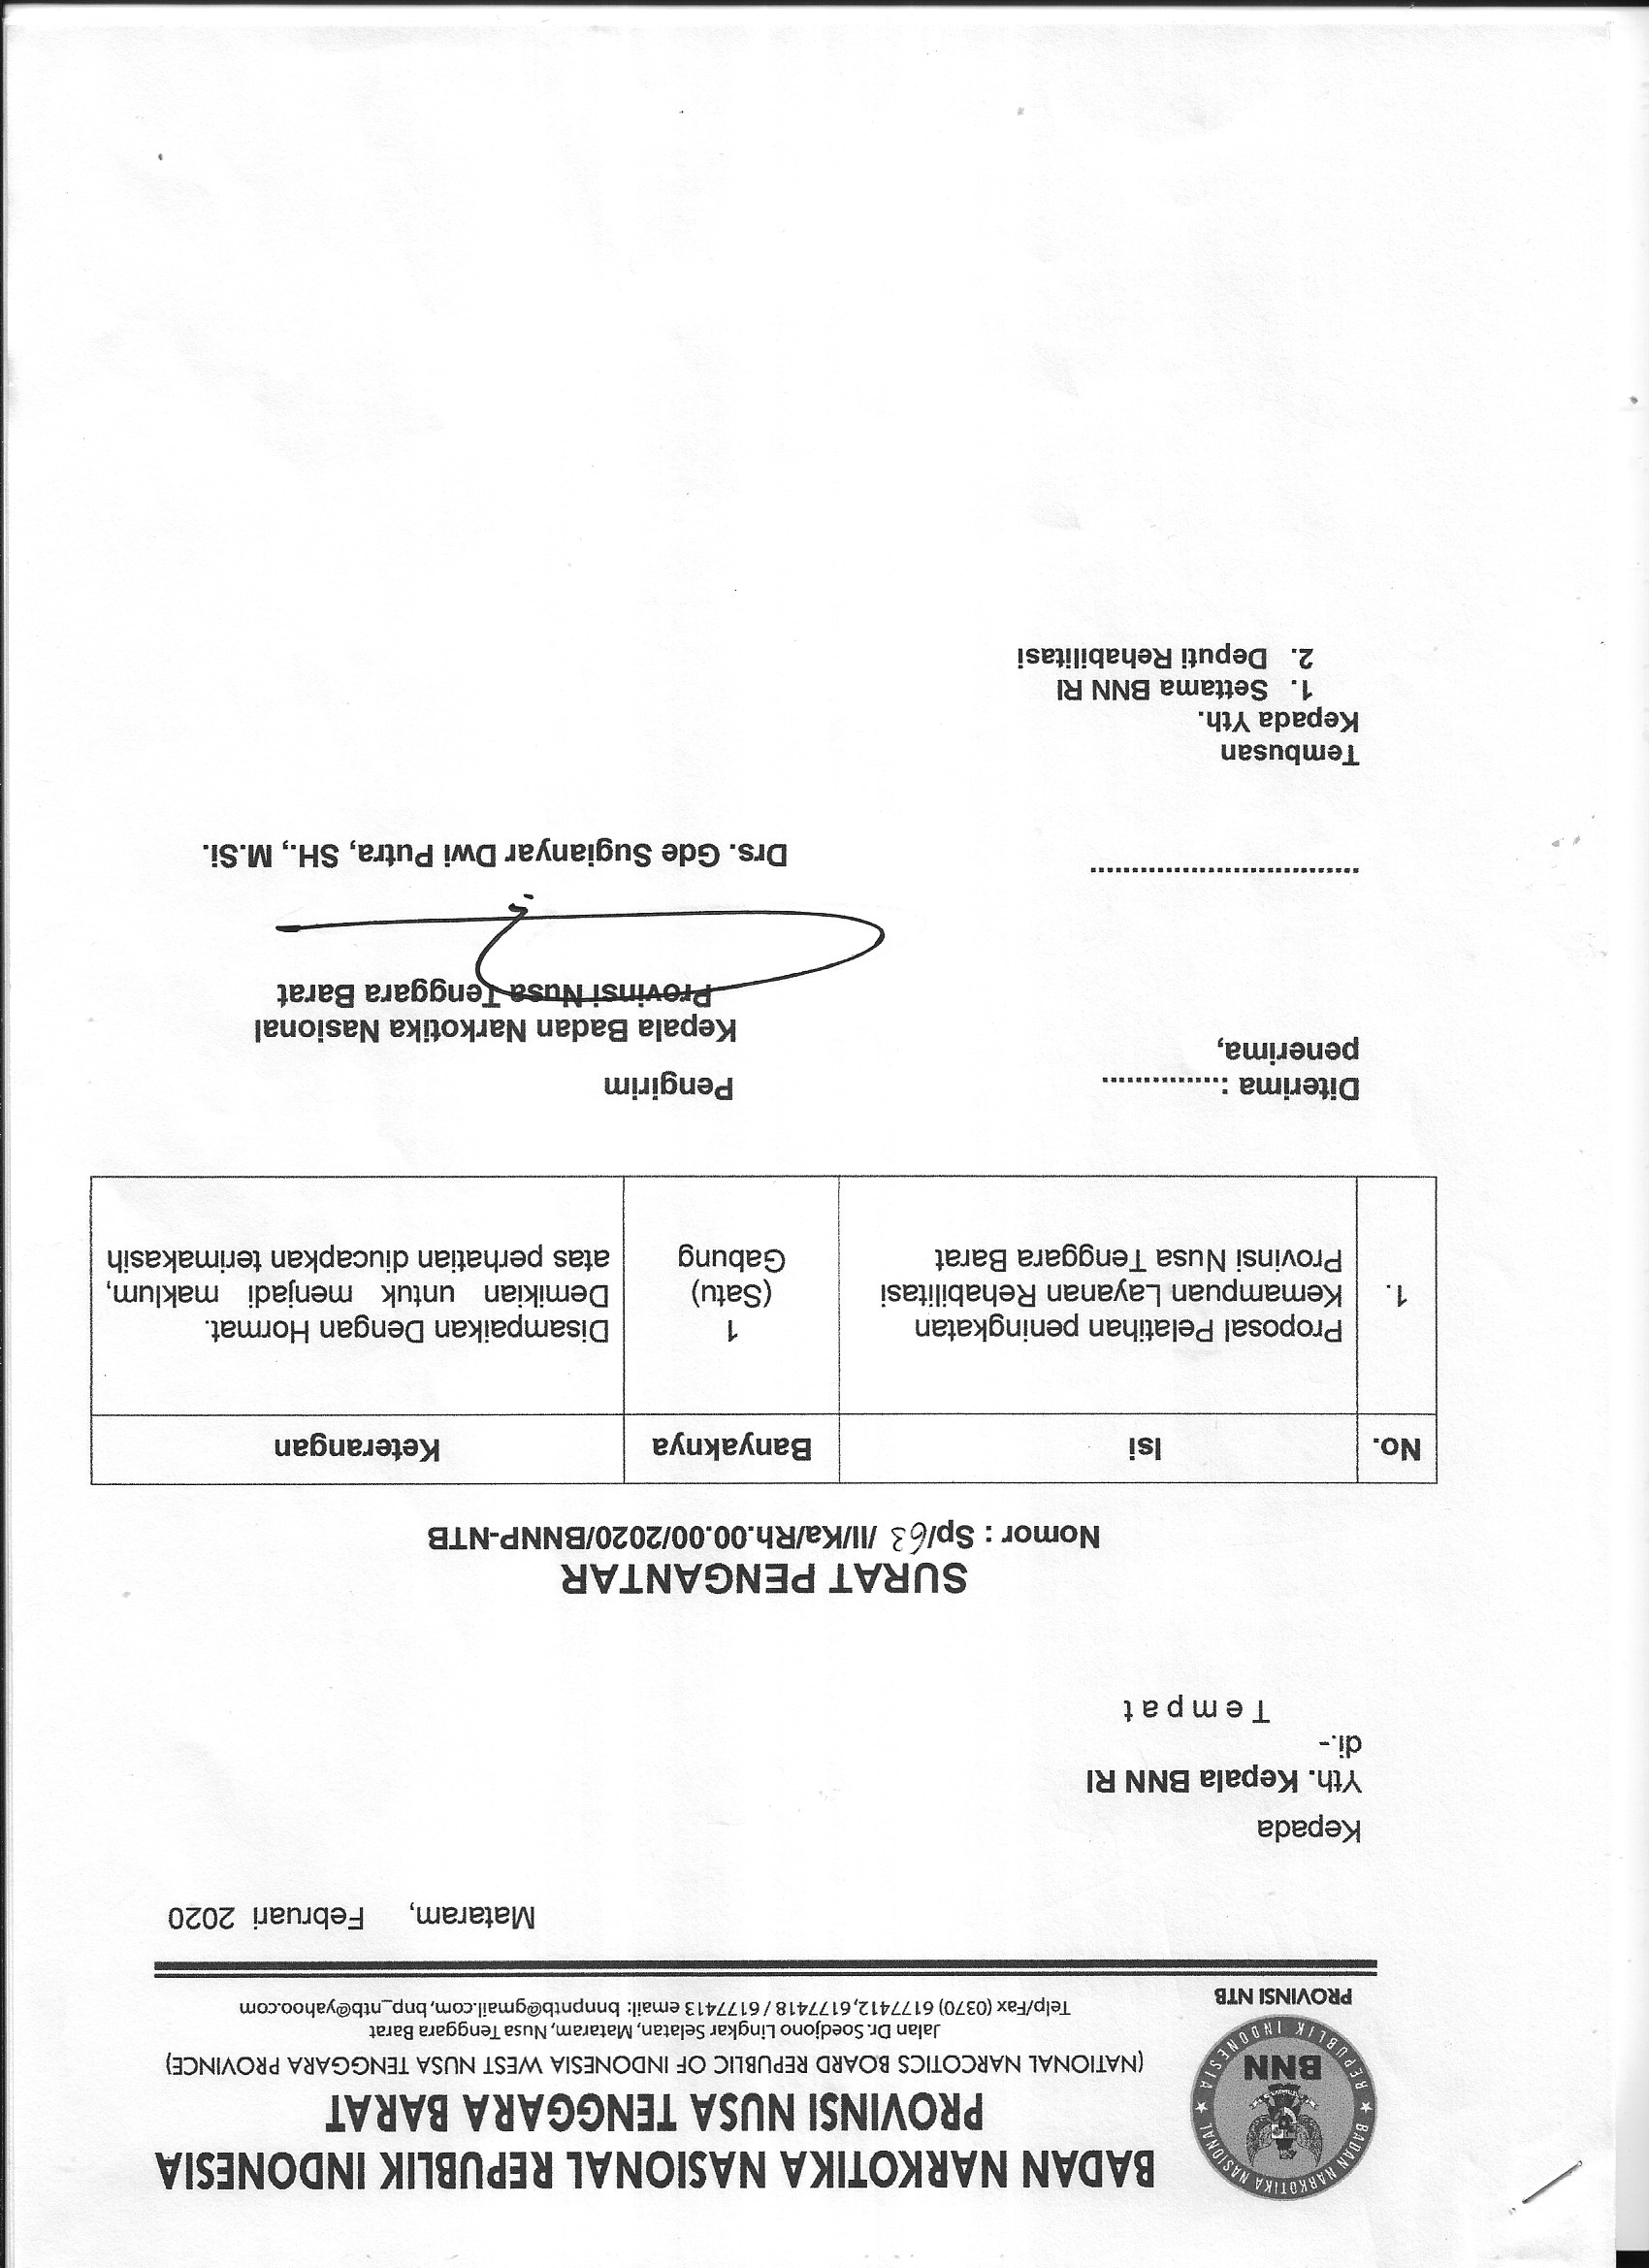 BADAN NARKOTIKA NASIONAL REPUBLIK INDONESIA
PROVINSI NUSA TENGGARA BARAT
(NATIONAL NARCOTICS BOARD REPUBLIC OF INDONESIA WEST NUSA TENGGARA PROVINCE)
Jalan Dr. Soedjono Lingkar Selatan, Mataram, Nusa Tenggara Barat
Telp/Fax (0370) 6177412,6177418 / 6177413 email: bnnpntb@gmail.com, bnp_ntb@yahoo.com
BADAN NARKOTIKA NASIONAL
BNN
REPUBLIK INDONESIA
PROVINSI NTB
Mataram, Februari 2020
Kepada
Yth. Kepala BNN RI
di.-
Tempat
SURAT PENGANTAR
Nomor : Sp/63 /II/Ka/Rh.00.00/2020/BNNP-NTB
No. Isi Banyaknya Keterangan
1. Proposal Pelatihan peningkatan 1 Disampaikan Dengan Hormat.
Kemampuan Layanan Rehabilitasi (Satu) Demikian untuk menjadi maklum,
Provinsi Nusa Tenggara Barat Gabung atas perhatian diucapkan terimakasih
Diterima :............... Pengirim
penerima,
Kepala Badan Narkotika Nasional
Provinsi Nusa Tenggara Barat
................................
Drs. Gde Sugianyar Dwi Putra, SH., M.Si.
Tembusan
Kepada Yth.
1. Settama BNN RI
2. Deputi Rehabilitasi